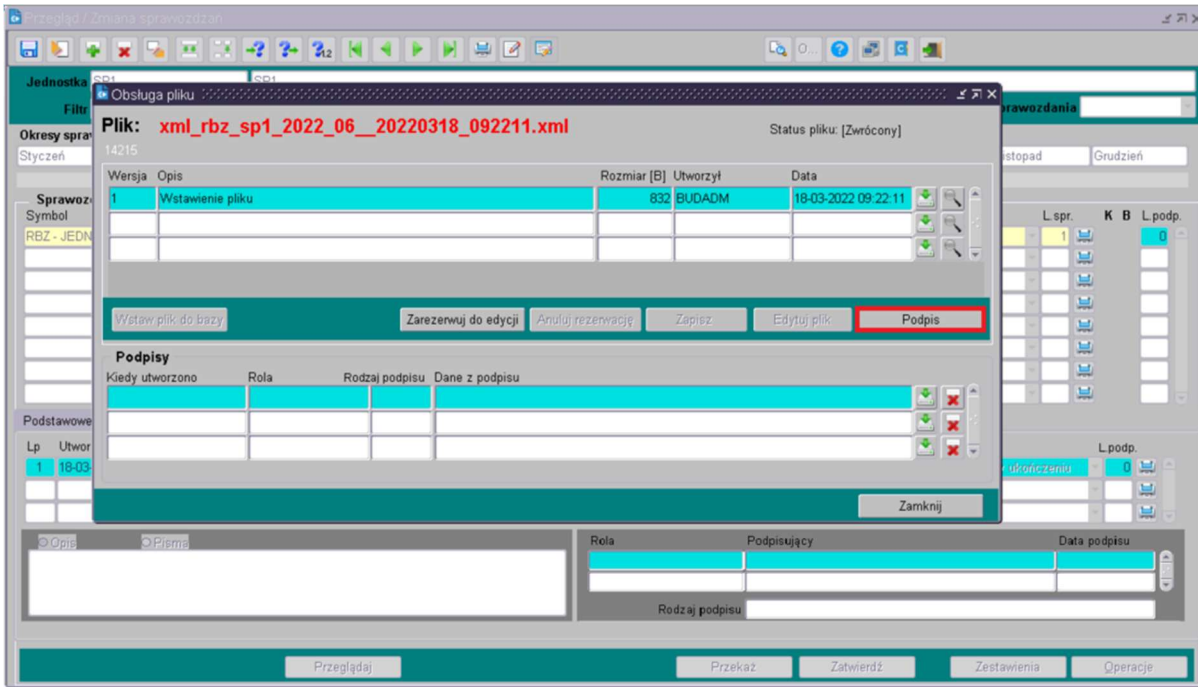 Przegląd / Zmiana sprawozdań
O...
Jednostka SP1 SP1
Filtr
Okresy spra
Styczeń istopad Grudzień
Obsługa pliku
Plik: xml_rbz_sp1_2022_06__20220318_092211.xml Status pliku: [Zwrócony]
14215
Wersja Opis Rozmiar [B] Utworzył Data
1 Wstawienie pliku 832 BUDADM 18-03-2022 09:22:11
Wstaw plik do bazy Zarezerwuj do edycji Anuluj rezerwację Zapisz Edytuj plik Podpis
Podpisy
Kiedy utworzono Rola Rodzaj podpisu Dane z podpisu
Zamknij
rawozdania
Sprawoz
Symbol L.spr. K B L.podp.
RBZ - JEDN 1 0
Podstawowe
Lp Utwor L.podp.
1 18-03- ukończeniu 0
Opis Pisma
Rola Podpisujący Data podpisu
Rodzaj podpisu
Przeglądaj Przekaż Zatwierdź Zestawienia Operacje